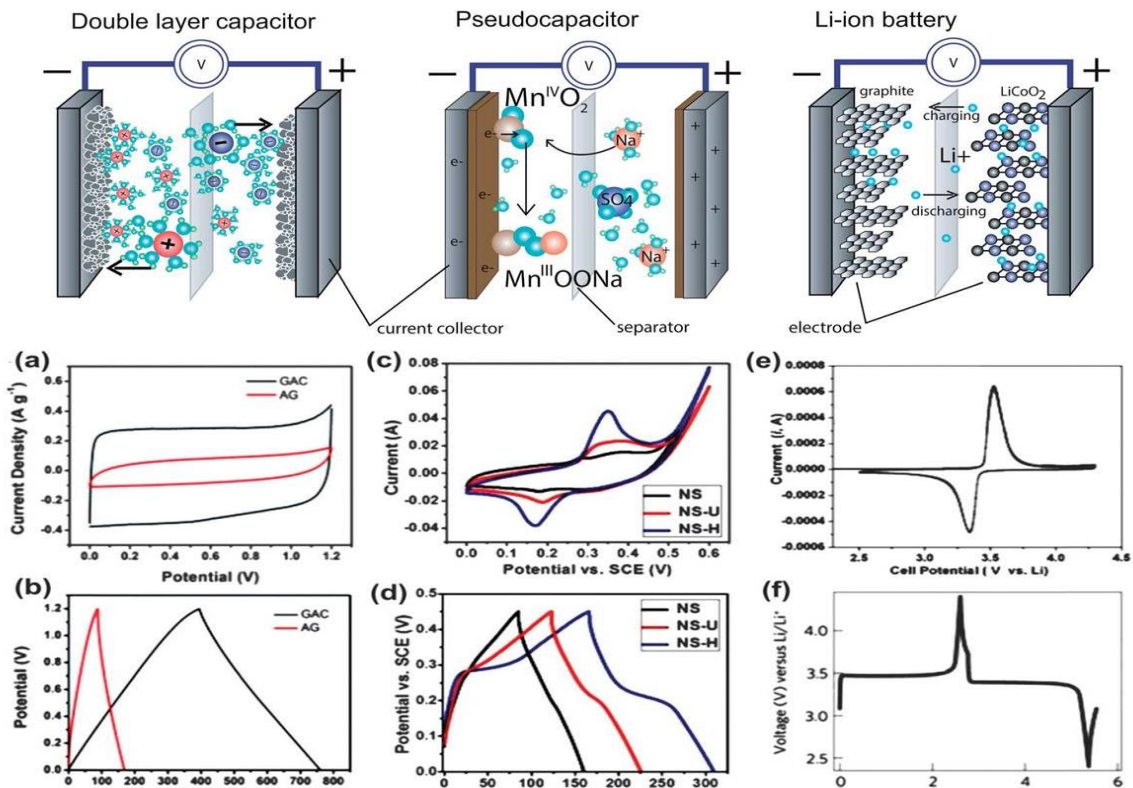 Double layer capacitor
Pseudocapacitor
Li-ion battery
− V +
− V +
− V +
Mn^IV O2
e-
Na+
e-
SO4
e-
Na+
Mn^III OONa
+
+
+
+
graphite
LiCoO2
charging
Li+
discharging
current collector
separator
electrode
(a)
GAC
AG
Current Density (A g⁻¹)
0.6
0.4
0.2
0.0
-0.2
-0.4
0.0 0.2 0.4 0.6 0.8 1.0 1.2
Potential (V)
(c)
Current (A)
0.08
0.06
0.04
0.02
0.00
-0.02
-0.04
NS
NS-U
NS-H
0.0 0.1 0.2 0.3 0.4 0.5 0.6
Potential vs. SCE (V)
(e)
Current (i, A)
0.0008
0.0006
0.0004
0.0002
0.0000
-0.0002
-0.0004
-0.0006
2.5 3.5 4.5
Cell Potential ( V vs. Li)
(b)
GAC
AG
Potential (V)
1.2
1.0
0.8
0.6
0.4
0.2
0.0
0 100 200 300 400 500 600 700 800
(d)
NS
NS-U
NS-H
Potential vs. SCE (V)
0.5
0.4
0.3
0.2
0.1
0.0
0 50 100 150 200 250 300
(f)
Voltage (V) versus Li/Li⁺
4.0
3.5
3.0
2.5
0 2 4 6